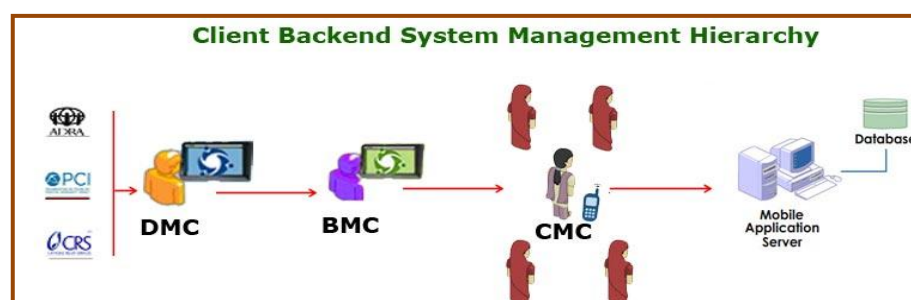 Client Backend System Management Hierarchy
ADRA
PCI
CRS
DMC
BMC
CMC
Database
Mobile
Application
Server